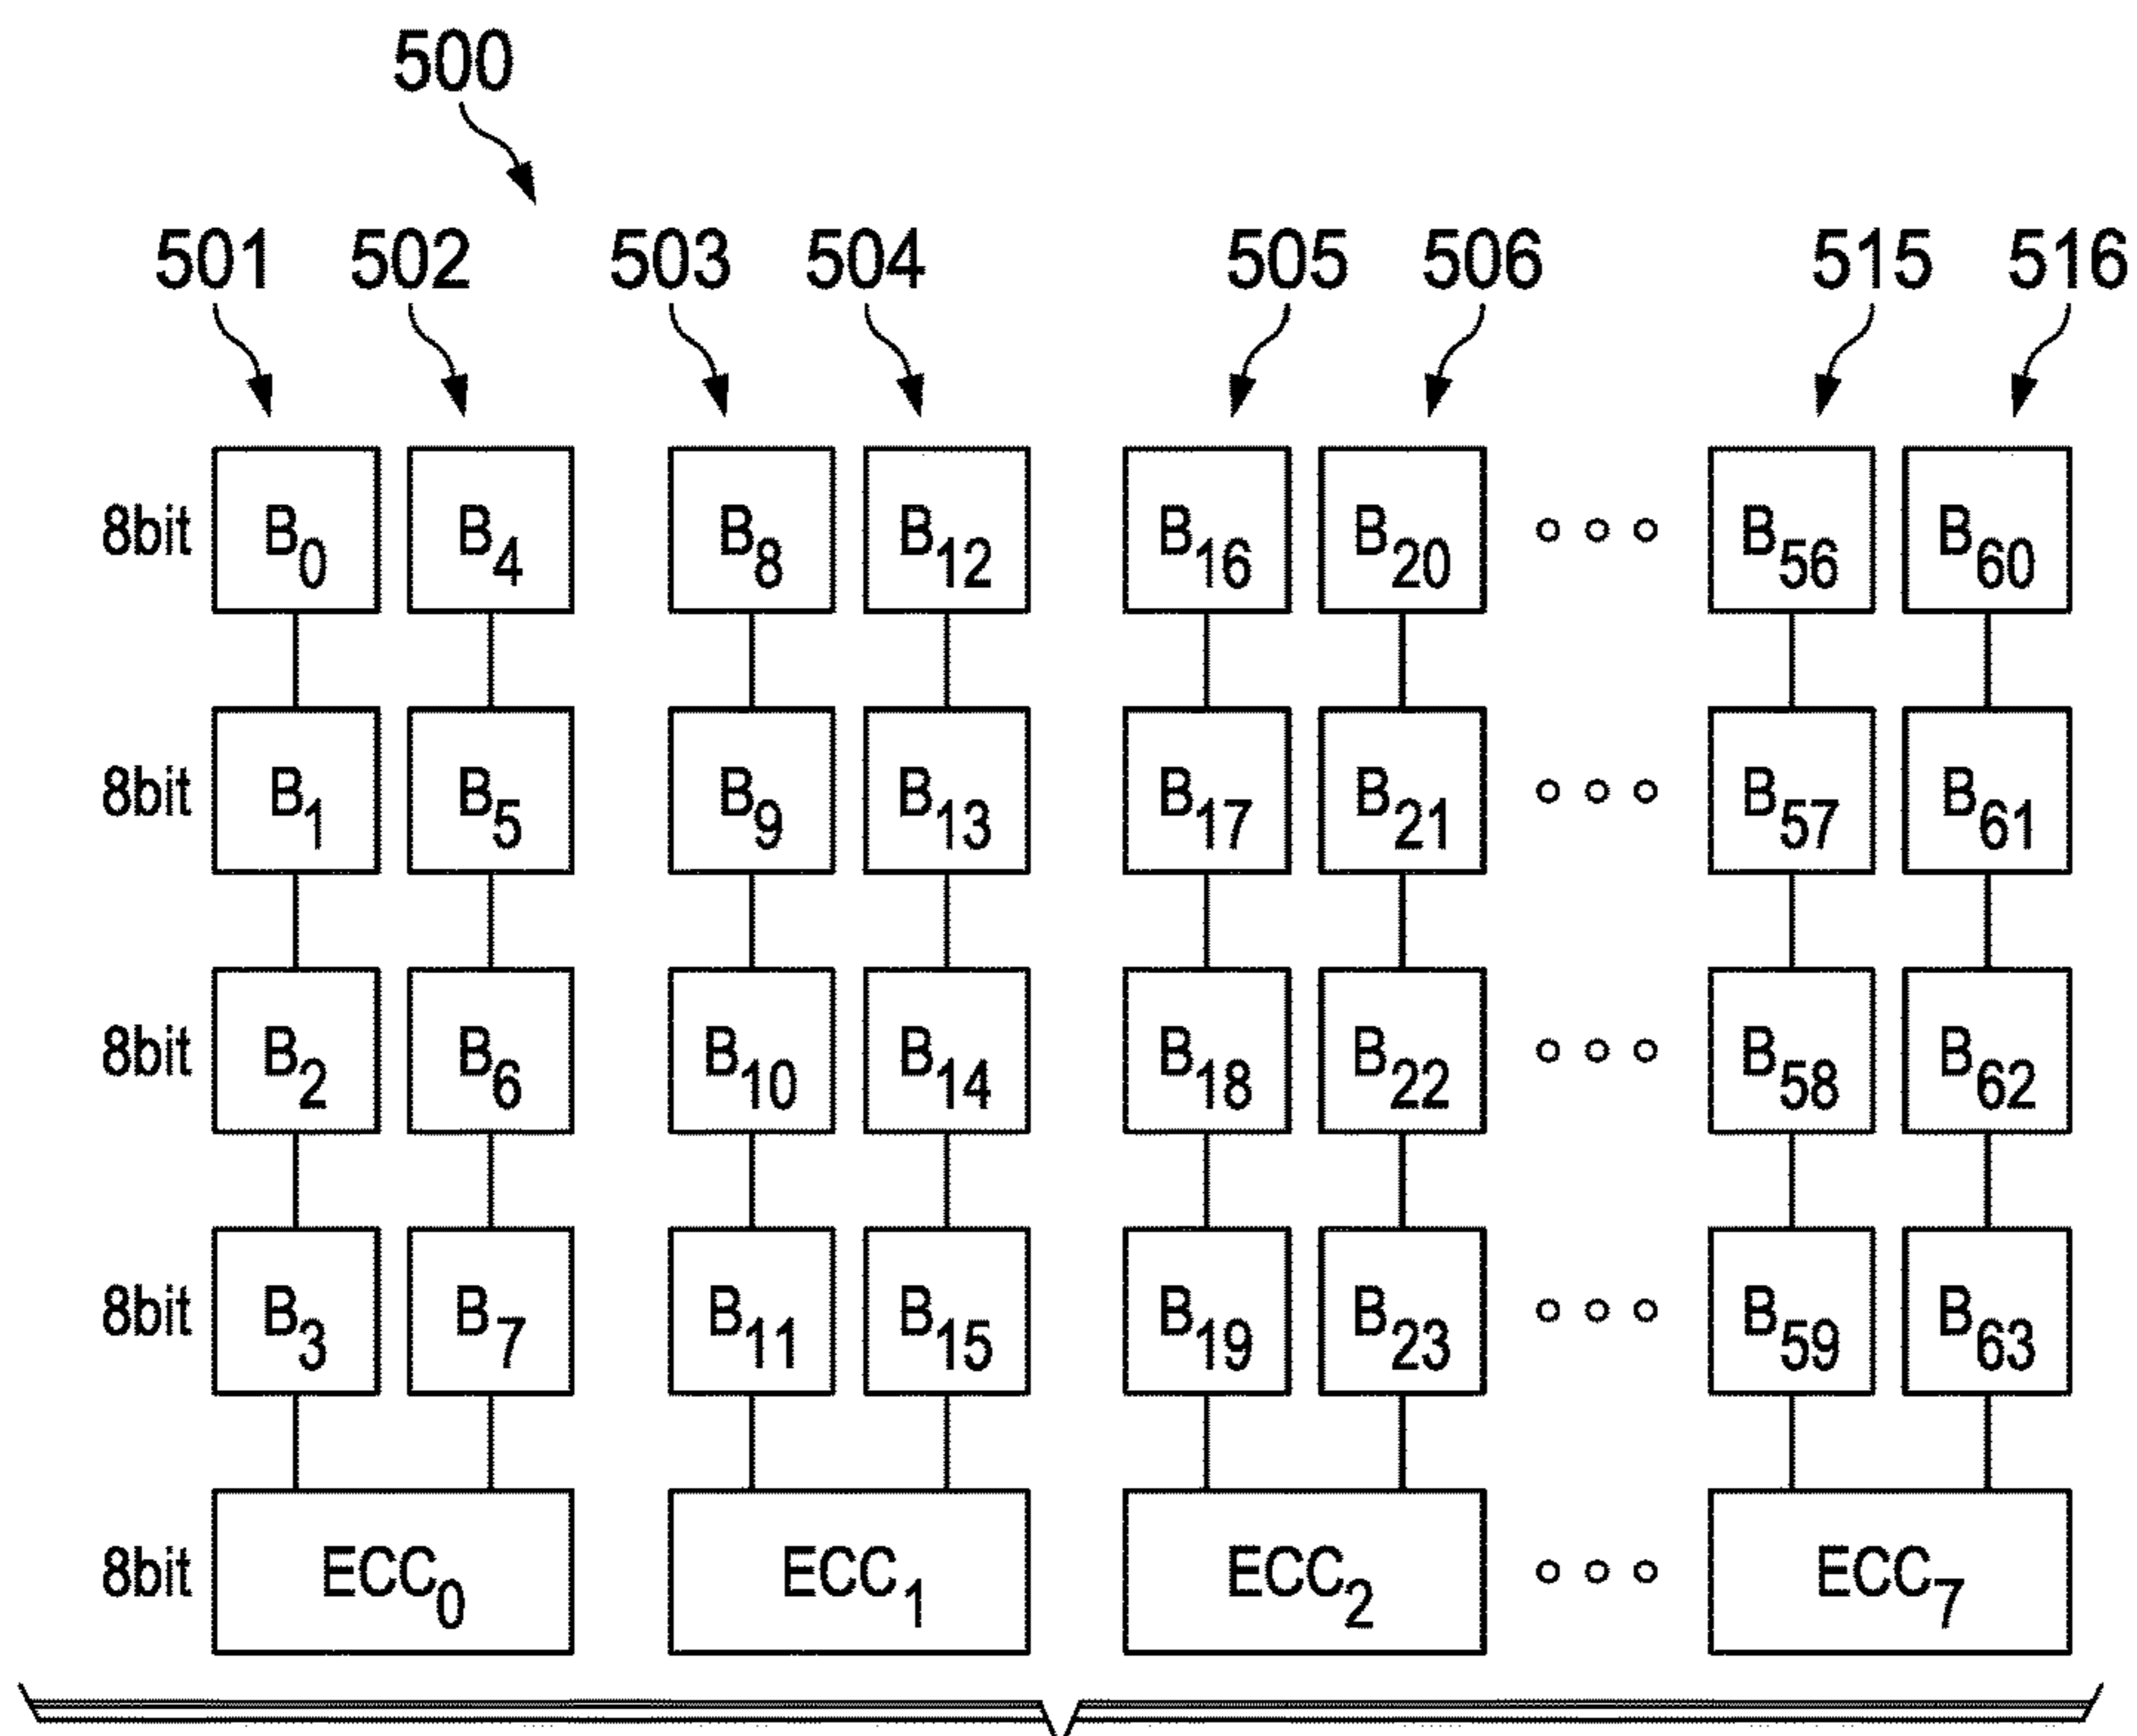 500
501 502 503 504 505 506 515 516
8bit B0 B4 B8 B12 B16 B20 B56 B60
8bit B1 B5 B9 B13 B17 B21 B57 B61
8bit B2 B6 B10 B14 B18 B22 B58 B62
8bit B3 B7 B11 B15 B19 B23 B59 B63
8bit ECC0 ECC1 ECC2 ECC7